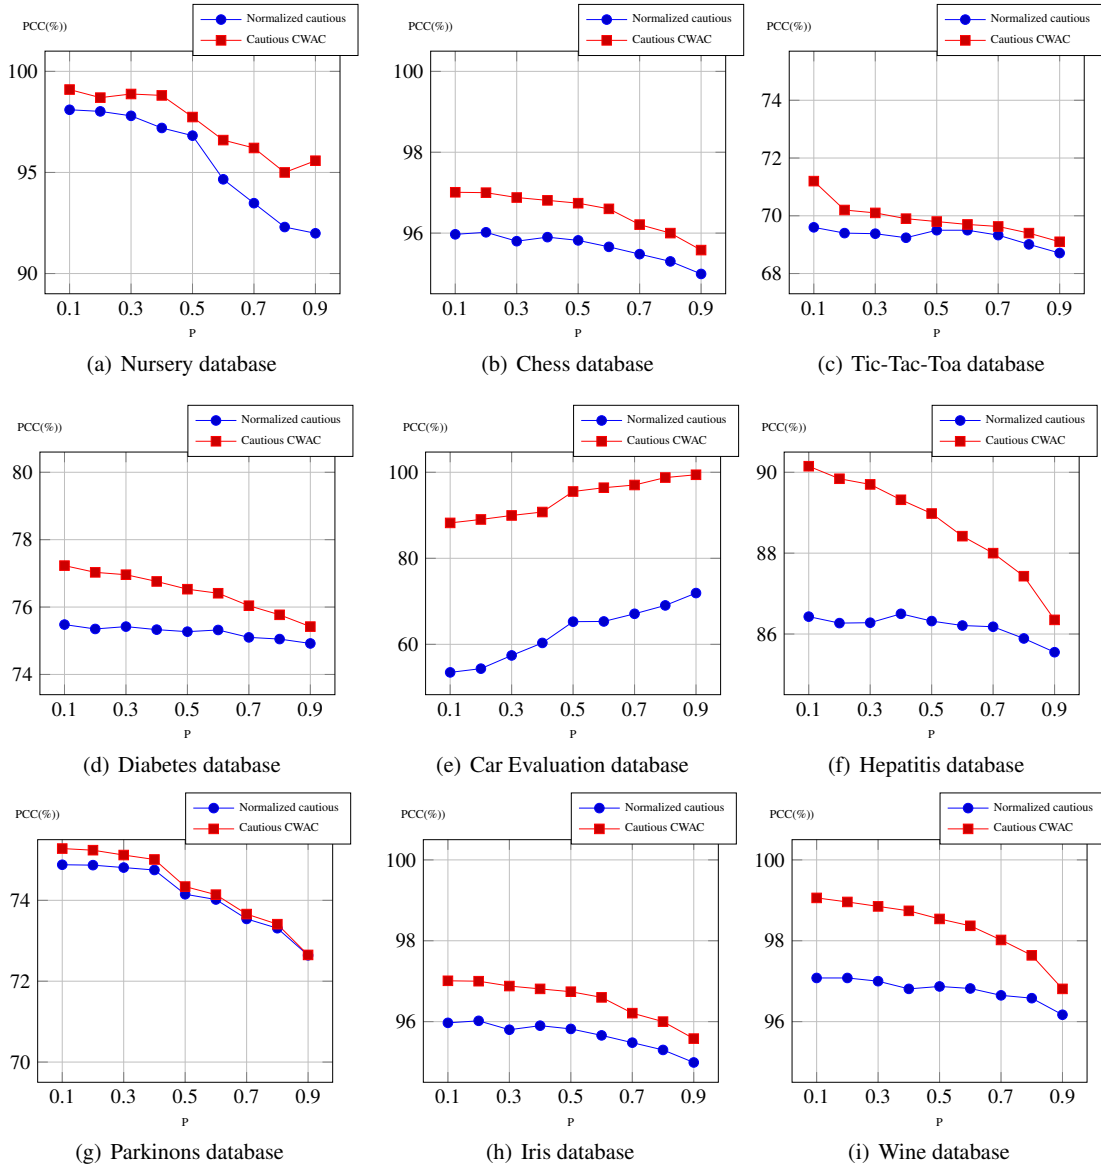 PCC(%))
Normalized cautious
Cautious CWAC
100
95
90
0.1 0.3 0.5 0.7 0.9
P
(a) Nursery database
PCC(%))
Normalized cautious
Cautious CWAC
100
98
96
0.1 0.3 0.5 0.7 0.9
P
(b) Chess database
PCC(%))
Normalized cautious
Cautious CWAC
74
72
70
68
0.1 0.3 0.5 0.7 0.9
P
(c) Tic-Tac-Toa database
PCC(%))
Normalized cautious
Cautious CWAC
80
78
76
74
0.1 0.3 0.5 0.7 0.9
P
(d) Diabetes database
PCC(%))
Normalized cautious
Cautious CWAC
100
80
60
0.1 0.3 0.5 0.7 0.9
P
(e) Car Evaluation database
PCC(%))
Normalized cautious
Cautious CWAC
90
88
86
0.1 0.3 0.5 0.7 0.9
P
(f) Hepatitis database
PCC(%))
Normalized cautious
Cautious CWAC
74
72
70
0.1 0.3 0.5 0.7 0.9
P
(g) Parkinons database
PCC(%))
Normalized cautious
Cautious CWAC
100
98
96
0.1 0.3 0.5 0.7 0.9
P
(h) Iris database
PCC(%))
Normalized cautious
Cautious CWAC
100
98
96
0.1 0.3 0.5 0.7 0.9
P
(i) Wine database